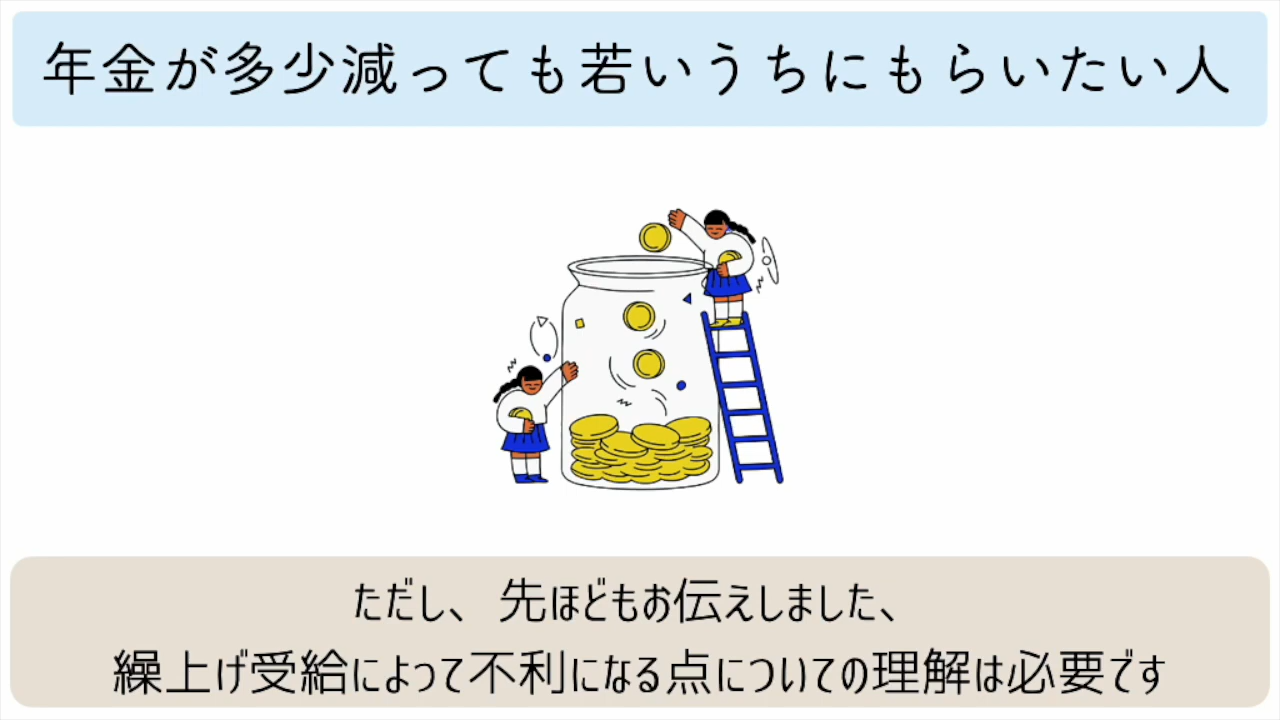 年金が多少減っても若いうちにもらいたい人
ただし、先ほどもお伝えしました、
繰上げ受給によって不利になる点についての理解は必要です